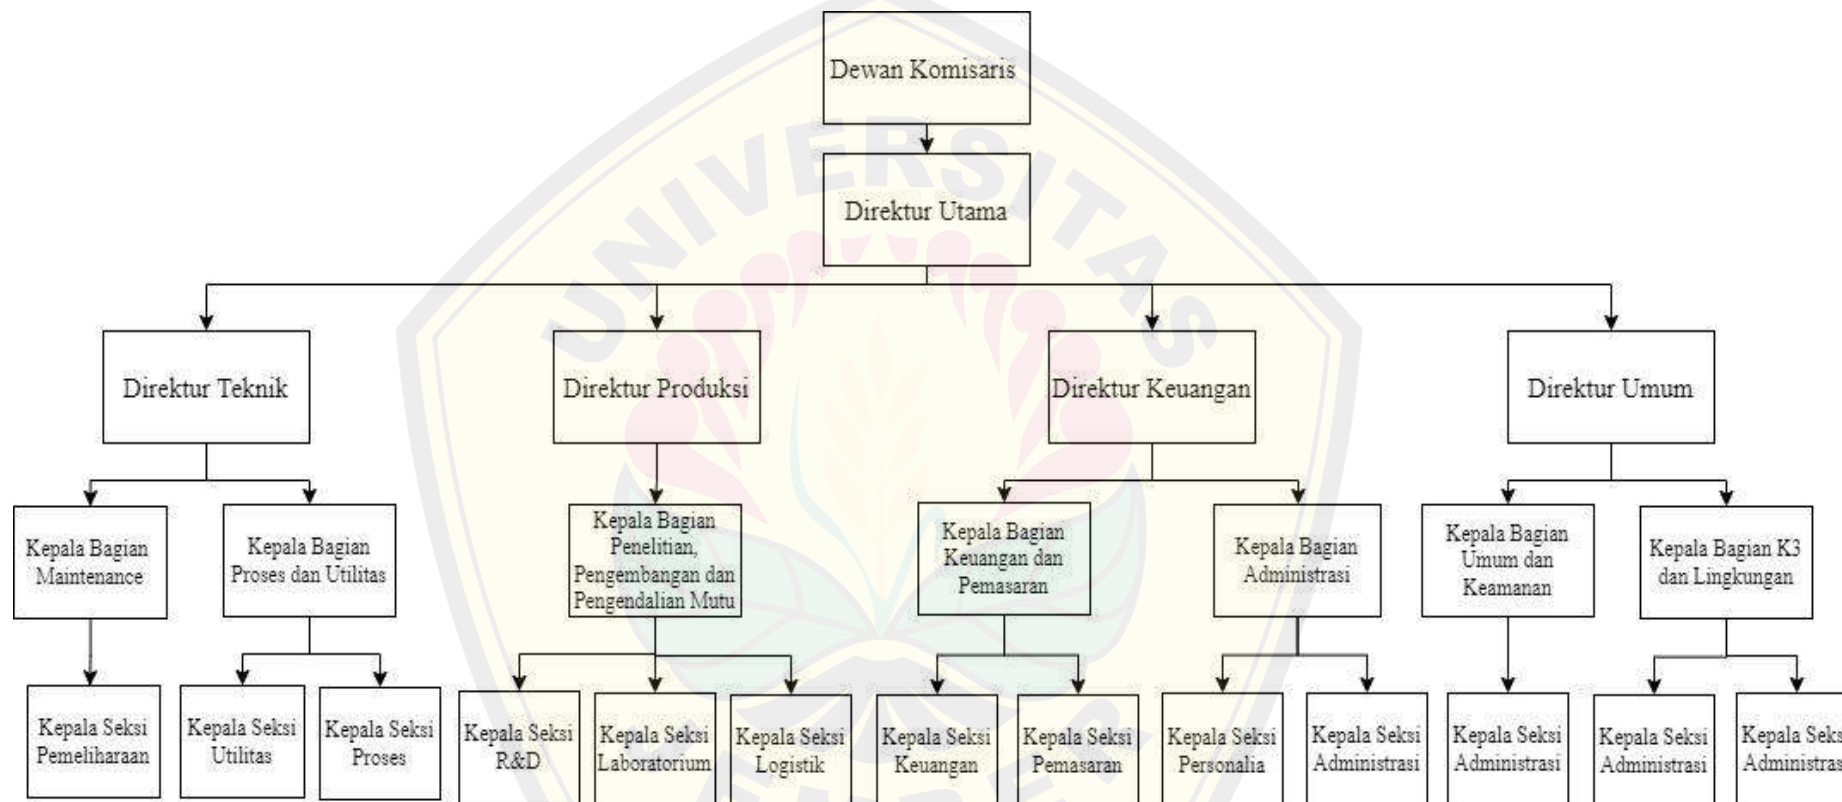 Dewan Komisaris
UNIVERSITAS
Direktur Utama
Direktur Teknik
Direktur Produksi
Direktur Keuangan
Direktur Umum
Kepala Bagian
Maintenance
Kepala Bagian
Proses dan Utilitas
Kepala Bagian
Penelitian,
Pengembangan dan
Pengendalian Mutu
Kepala Bagian
Keuangan dan
Pemasaran
Kepala Bagian
Administrasi
Kepala Bagian
Umum dan
Keamanan
Kepala Bagian K3
dan Lingkungan
Kepala Seksi
Pemeliharaan
Kepala Seksi
Utilitas
Kepala Seksi
Proses
Kepala Seksi
R&D
Kepala Seksi
Laboratorium
Kepala Seksi
Logistik
Kepala Seksi
Keuangan
Kepala Seksi
Pemasaran
Kepala Seksi
Personalia
Kepala Seksi
Administrasi
Kepala Seksi
Administrasi
Kepala Seksi
Administrasi
Kepala Seks
Administras